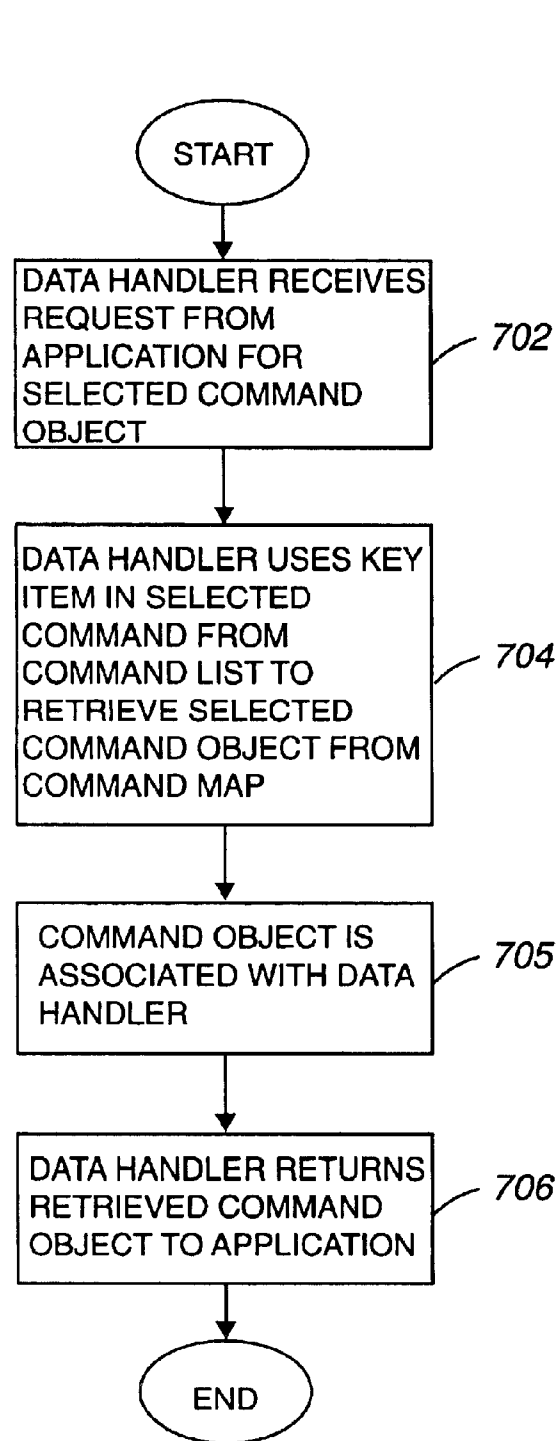 START
DATA HANDLER RECEIVES
REQUEST FROM
APPLICATION FOR
SELECTED COMMAND
OBJECT
702
DATA HANDLER USES KEY
ITEM IN SELECTED
COMMAND FROM
COMMAND LIST TO
RETRIEVE SELECTED
COMMAND OBJECT FROM
COMMAND MAP
704
COMMAND OBJECT IS
ASSOCIATED WITH DATA
HANDLER
705
DATA HANDLER RETURNS
RETRIEVED COMMAND
OBJECT TO APPLICATION
706
END